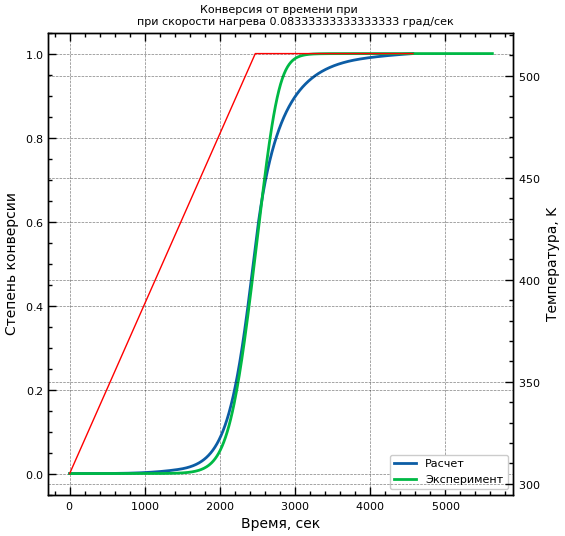 Конверсия от времени при
при скорости нагрева 0.08333333333333333 град/сек
Степень конверсии
1.0
0.8
0.6
0.4
0.2
0.0
500
450
400
350
300
Температура, K
Расчет
Эксперимент
0 1000 2000 3000 4000 5000
Время, сек